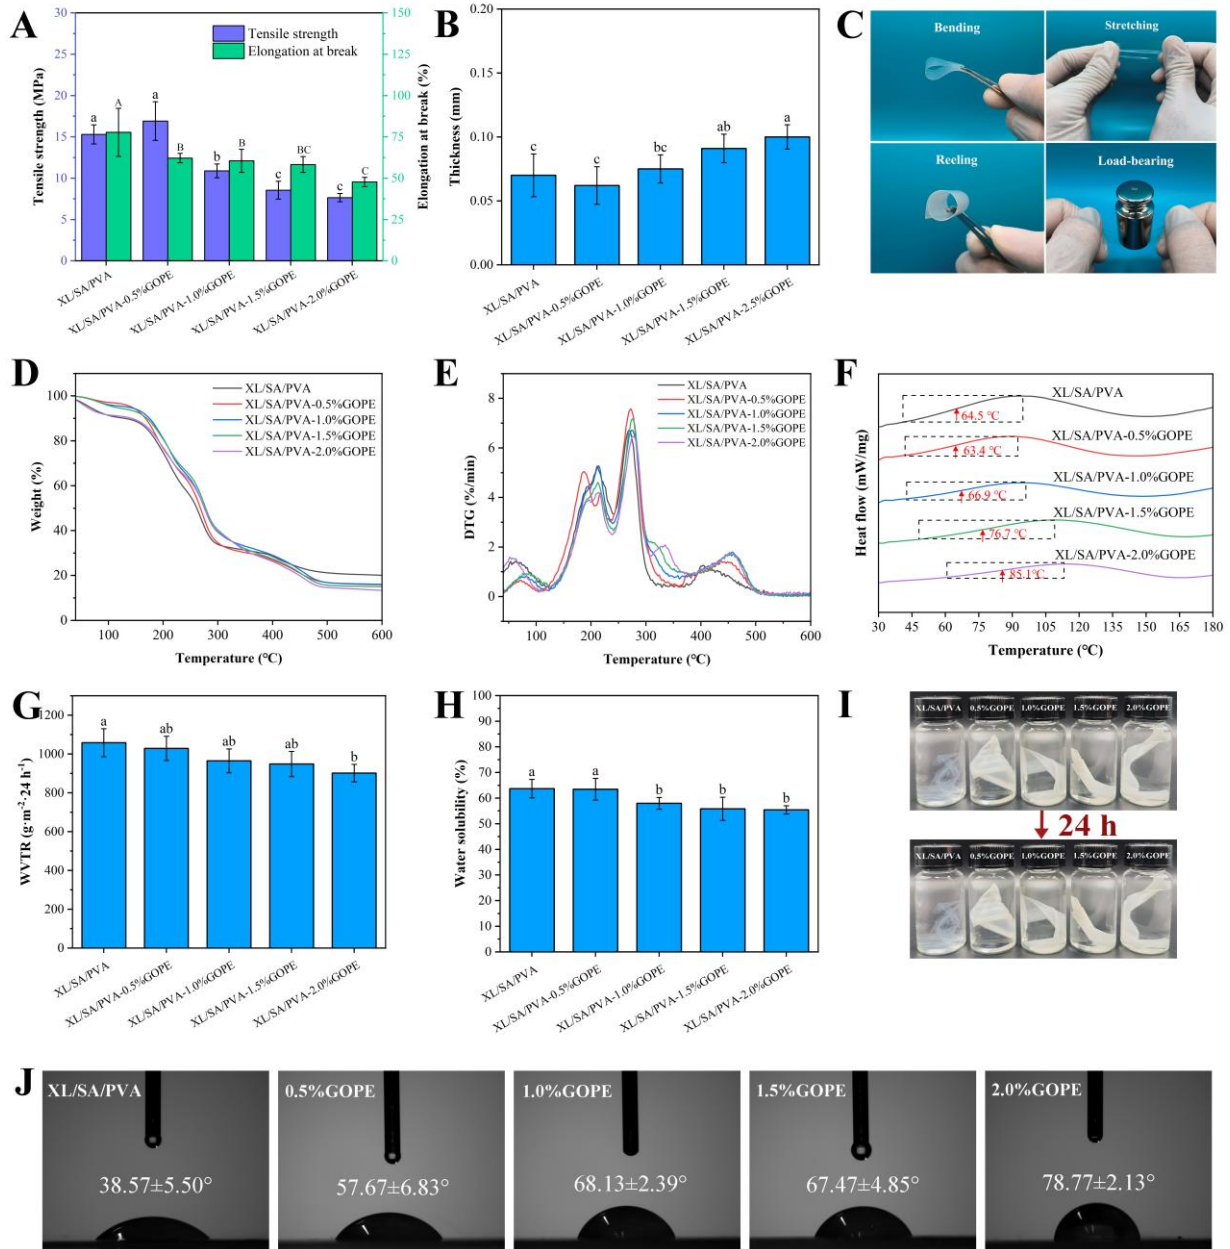 A
30
25
20
15
10
5
0
Tensile strength (MPa)
150
125
100
75
50
25
0
Elongation at break (%)
Tensile strength
Elongation at break
a
A
a
B
b
B
c
BC
c
C
XL/SA/PVA
XL/SA/PVA-0.5%GOPE
XL/SA/PVA-1.0%GOPE
XL/SA/PVA-1.5%GOPE
XL/SA/PVA-2.0%GOPE
B
0.20
0.15
0.10
0.05
0.00
Thickness (mm)
c
c
bc
ab
a
XL/SA/PVA
XL/SA/PVA-0.5%GOPE
XL/SA/PVA-1.0%GOPE
XL/SA/PVA-1.5%GOPE
XL/SA/PVA-2.5%GOPE
C
Bending
Stretching
Reeling
Load-bearing
D
100
80
60
40
20
0
Weight (%)
XL/SA/PVA
XL/SA/PVA-0.5%GOPE
XL/SA/PVA-1.0%GOPE
XL/SA/PVA-1.5%GOPE
XL/SA/PVA-2.0%GOPE
100 200 300 400 500 600
Temperature (℃)
E
8
6
4
2
0
DTG (%/min)
XL/SA/PVA
XL/SA/PVA-0.5%GOPE
XL/SA/PVA-1.0%GOPE
XL/SA/PVA-1.5%GOPE
XL/SA/PVA-2.0%GOPE
100 200 300 400 500 600
Temperature (℃)
F
Heat flow (mW/mg)
XL/SA/PVA
64.5 ℃
XL/SA/PVA-0.5%GOPE
63.4 ℃
XL/SA/PVA-1.0%GOPE
66.9 ℃
XL/SA/PVA-1.5%GOPE
76.7 ℃
XL/SA/PVA-2.0%GOPE
85.1℃
30 45 60 75 90 105 120 135 150 165 180
Temperature (℃)
G
1200
1000
800
600
400
200
0
WVTR (g·m⁻²·24 h⁻¹)
a
ab
ab
ab
b
XL/SA/PVA
XL/SA/PVA-0.5%GOPE
XL/SA/PVA-1.0%GOPE
XL/SA/PVA-1.5%GOPE
XL/SA/PVA-2.0%GOPE
H
100
90
80
70
60
50
40
30
20
10
0
Water solubility (%)
a
a
b
b
b
XL/SA/PVA
XL/SA/PVA-0.5%GOPE
XL/SA/PVA-1.0%GOPE
XL/SA/PVA-1.5%GOPE
XL/SA/PVA-2.0%GOPE
I
XL/SA/PVA 0.5%GOPE 1.0%GOPE 1.5%GOPE 2.0%GOPE
24 h
XL/SA/PVA 0.5%GOPE 1.0%GOPE 1.5%GOPE 2.0%GOPE
J
XL/SA/PVA
38.57±5.50°
0.5%GOPE
57.67±6.83°
1.0%GOPE
68.13±2.39°
1.5%GOPE
67.47±4.85°
2.0%GOPE
78.77±2.13°